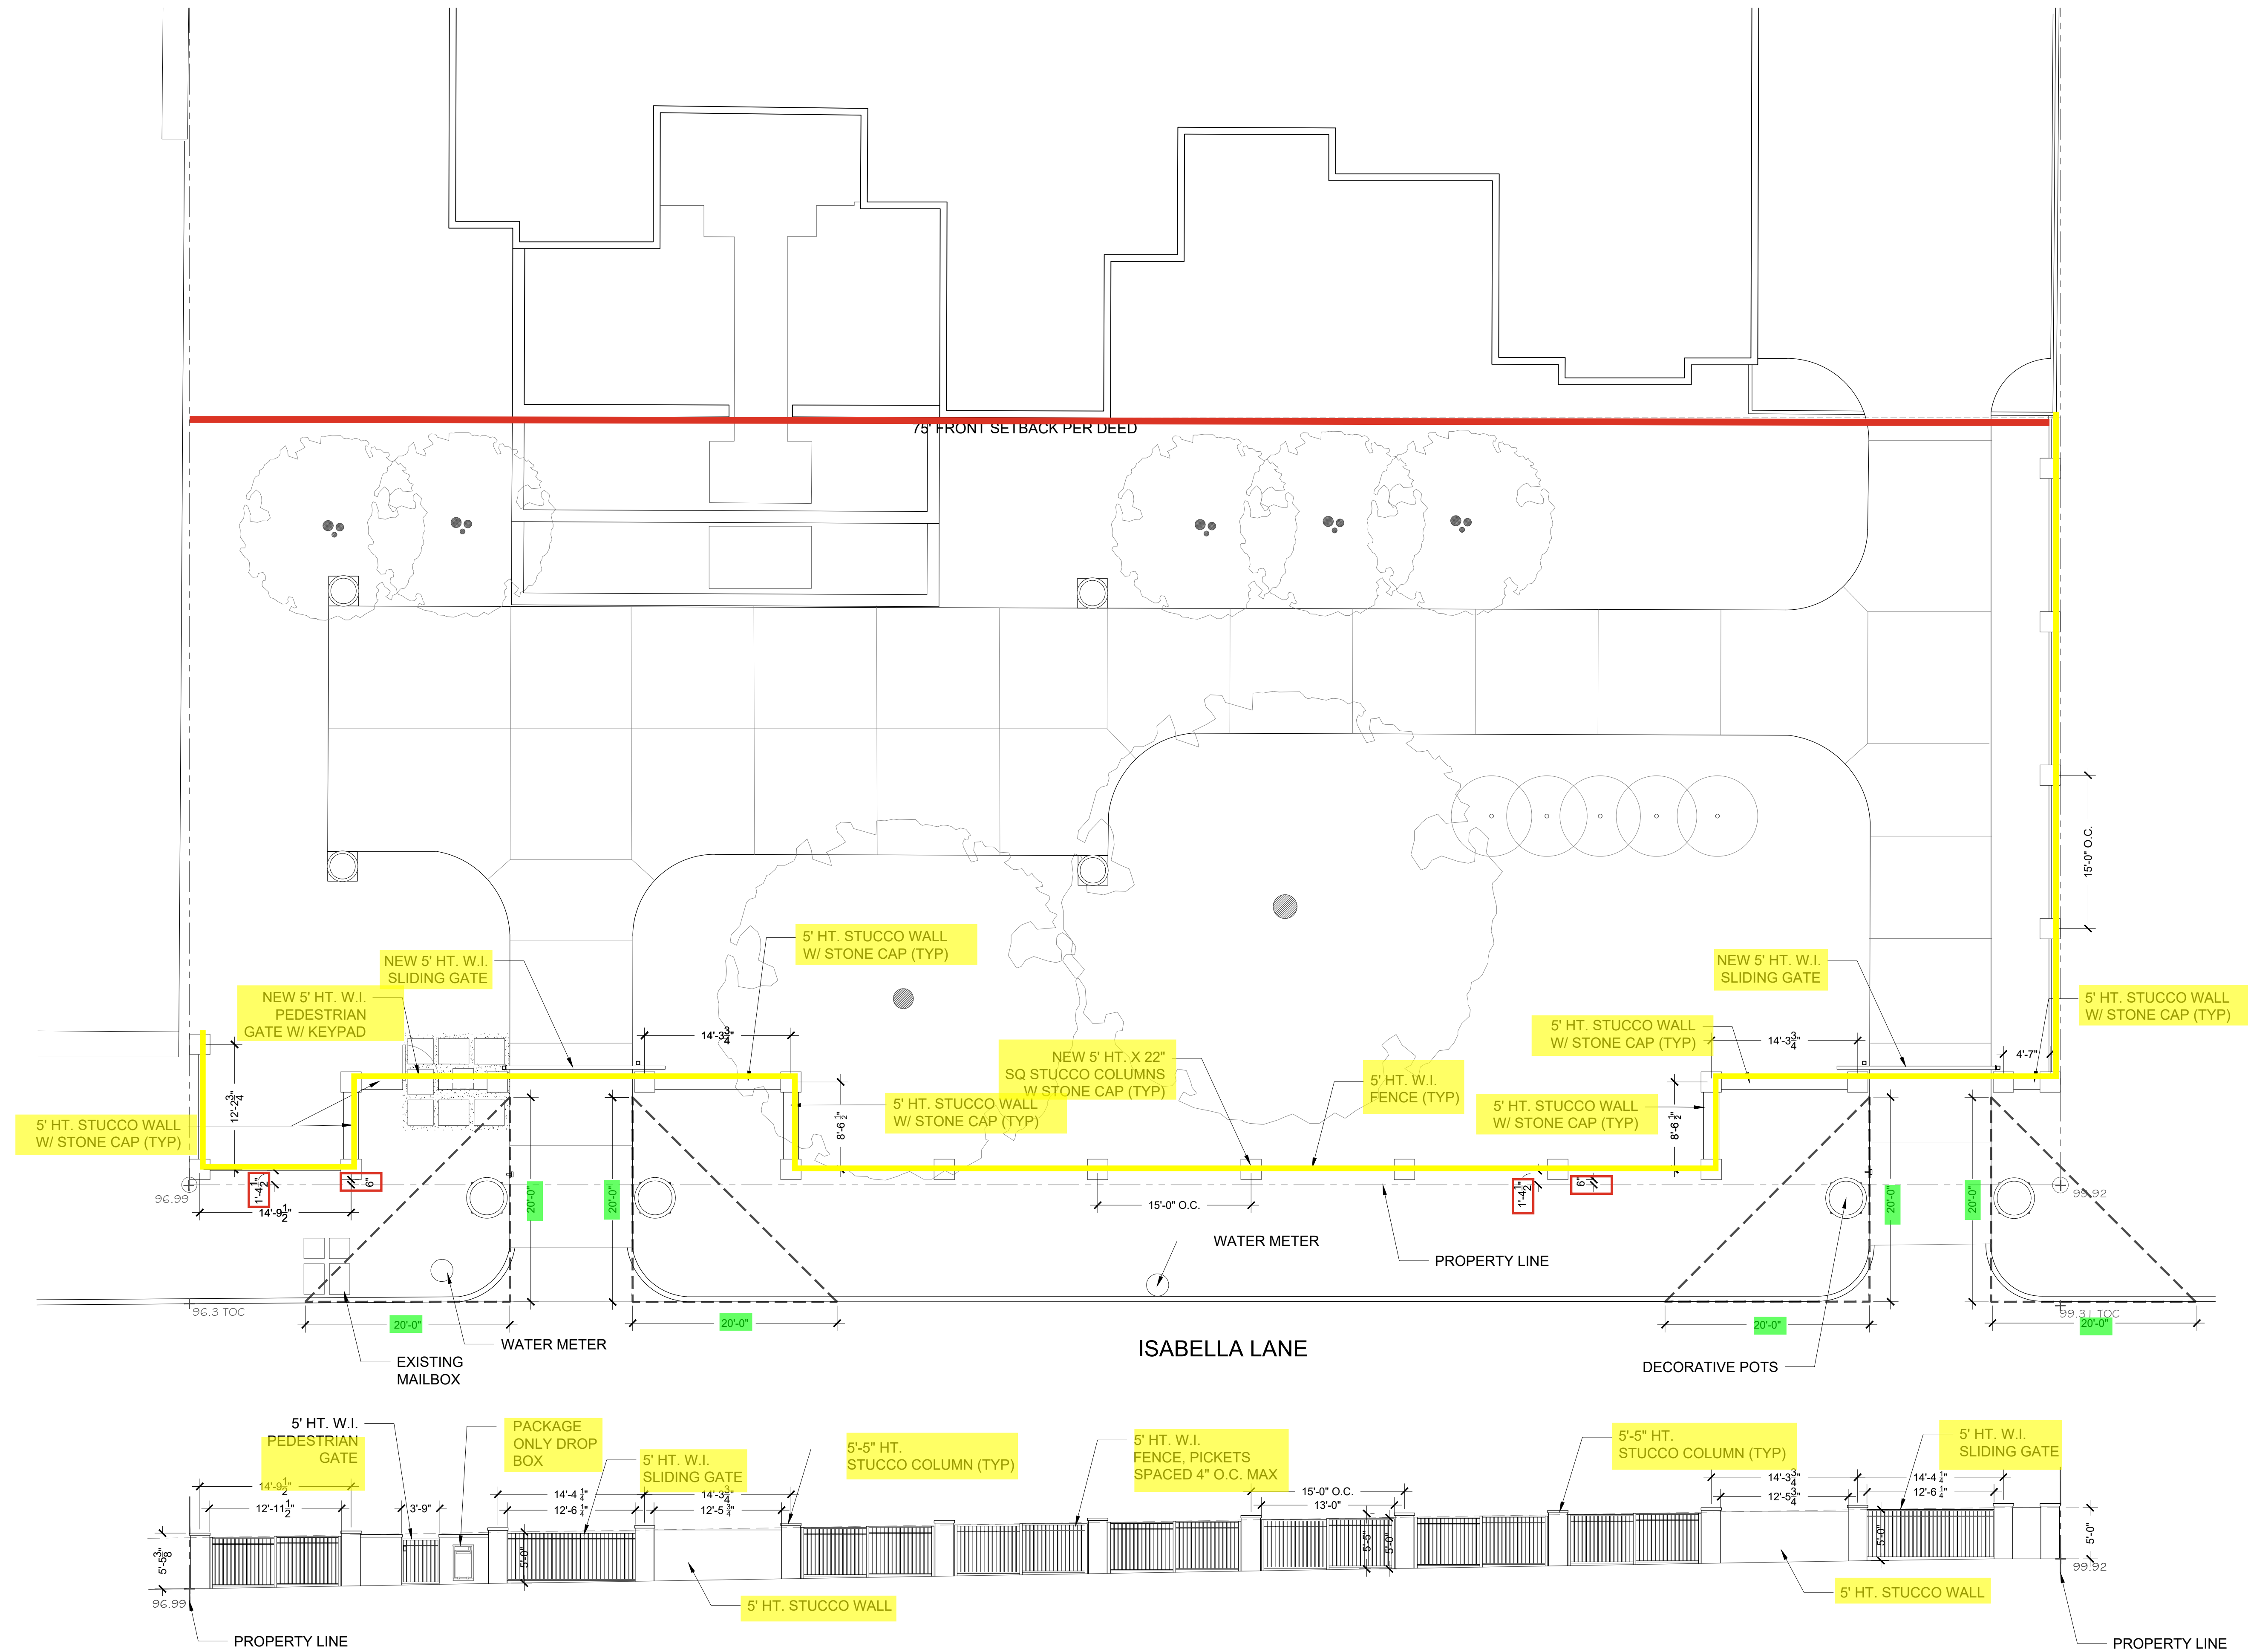 75' FRONT SETBACK PER DEED
15'-0" O.C.
5' HT. STUCCO WALL
W/ STONE CAP (TYP)
NEW 5' HT. W.I.
SLIDING GATE
NEW 5' HT. W.I.
SLIDING GATE
NEW 5' HT. W.I.
PEDESTRIAN
GATE W/ KEYPAD
5' HT. STUCCO WALL
W/ STONE CAP (TYP)
5' HT. STUCCO WALL
W/ STONE CAP (TYP)
14'-3 3/4"
14'-3 3/4"
4'-7"
NEW 5' HT. X 22"
SQ STUCCO COLUMNS
W STONE CAP (TYP)
5' HT. W.I.
FENCE (TYP)
12'-2 3/4"
5' HT. STUCCO WALL
W/ STONE CAP (TYP)
5' HT. STUCCO WALL
W/ STONE CAP (TYP)
5' HT. STUCCO WALL
W/ STONE CAP (TYP)
8'-6 1/2"
8'-6 1/2"
96.99
1'-4 1/2"
6"
14'-9 1/2"
20'-0"
20'-0"
15'-0" O.C.
1'-4 1/2"
6"
20'-0"
20'-0"
99.92
WATER METER
PROPERTY LINE
96.3 TOC
99.31 TOC
20'-0"
20'-0"
20'-0"
20'-0"
WATER METER
EXISTING
MAILBOX
ISABELLA LANE
DECORATIVE POTS
5' HT. W.I.
PEDESTRIAN
GATE
PACKAGE
ONLY DROP
BOX
5' HT. W.I.
SLIDING GATE
5'-5" HT.
STUCCO COLUMN (TYP)
5' HT. W.I.
FENCE, PICKETS
SPACED 4" O.C. MAX
5'-5" HT.
STUCCO COLUMN (TYP)
5' HT. W.I.
SLIDING GATE
14'-9 1/2"
14'-4 1/4"
14'-3 3/4"
15'-0" O.C.
14'-3 3/4"
14'-4 1/4"
12'-11 1/2"
3'-9"
12'-6 1/4"
12'-5 3/4"
13'-0"
12'-5 3/4"
12'-6 1/4"
5'-5 3/8"
5'-0"
5'-5"
5'-0"
5'-0"
5'-0"
96.99
99.92
5' HT. STUCCO WALL
5' HT. STUCCO WALL
PROPERTY LINE
PROPERTY LINE